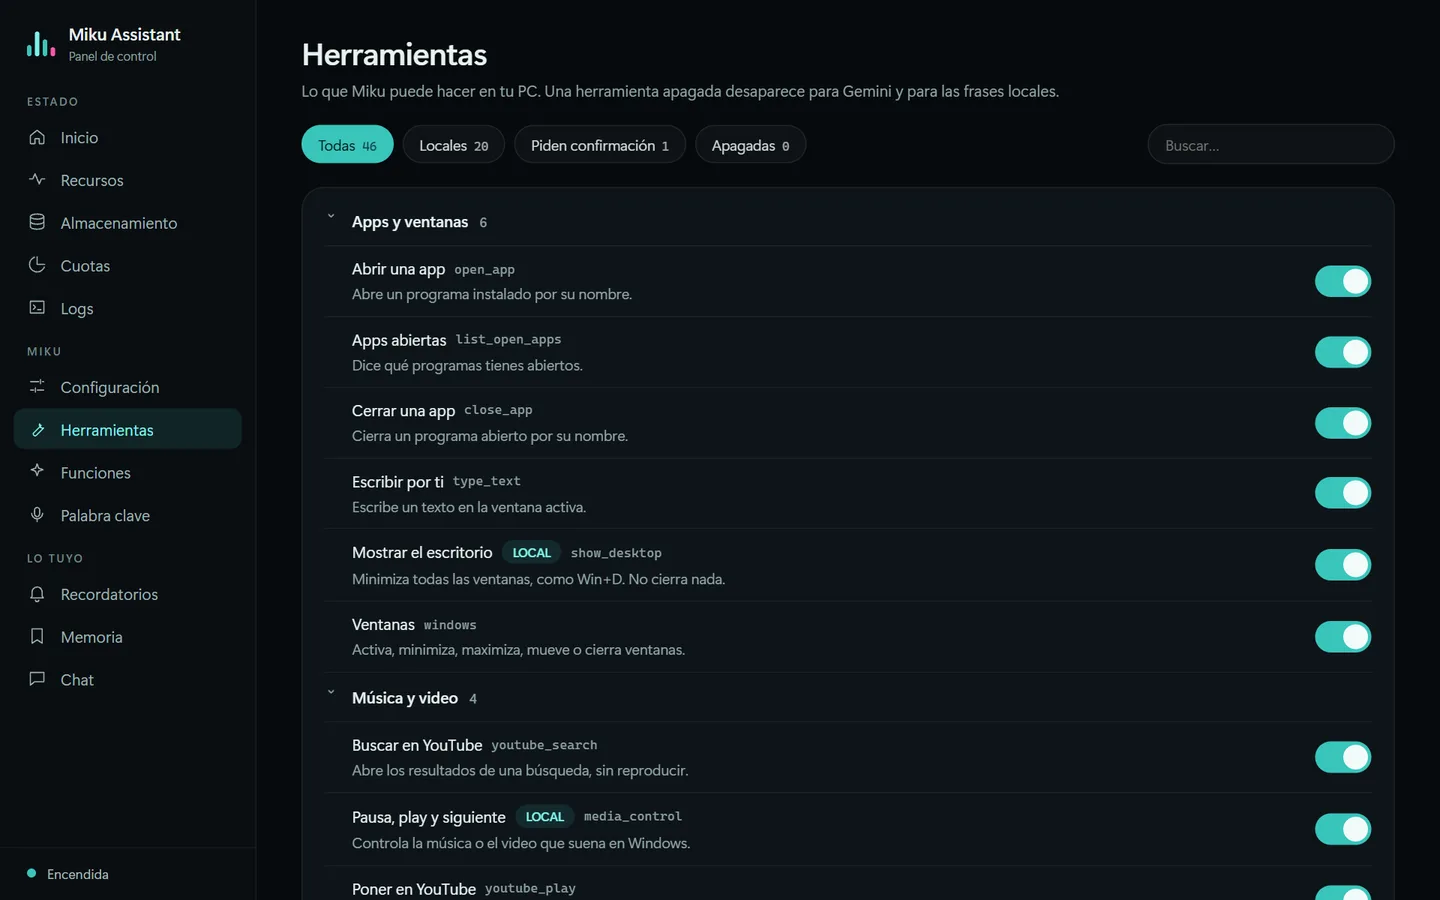 Miku Assistant
Panel de control
ESTADO
Inicio
Recursos
Almacenamiento
Cuotas
Logs
MIKU
Configuración
Herramientas
Funciones
Palabra clave
LO TUYO
Recordatorios
Memoria
Chat
Encendida
Herramientas
Lo que Miku puede hacer en tu PC. Una herramienta apagada desaparece para Gemini y para las frases locales.
Todas 46 Locales 20 Piden confirmación 1 Apagadas 0 Buscar...
Apps y ventanas 6
Abrir una app open_app
Abre un programa instalado por su nombre.
Apps abiertas list_open_apps
Dice qué programas tienes abiertos.
Cerrar una app close_app
Cierra un programa abierto por su nombre.
Escribir por ti type_text
Escribe un texto en la ventana activa.
Mostrar el escritorio LOCAL show_desktop
Minimiza todas las ventanas, como Win+D. No cierra nada.
Ventanas windows
Activa, minimiza, maximiza, mueve o cierra ventanas.
Música y video 4
Buscar en YouTube youtube_search
Abre los resultados de una búsqueda, sin reproducir.
Pausa, play y siguiente LOCAL media_control
Controla la música o el video que suena en Windows.
Poner en YouTube youtube_play